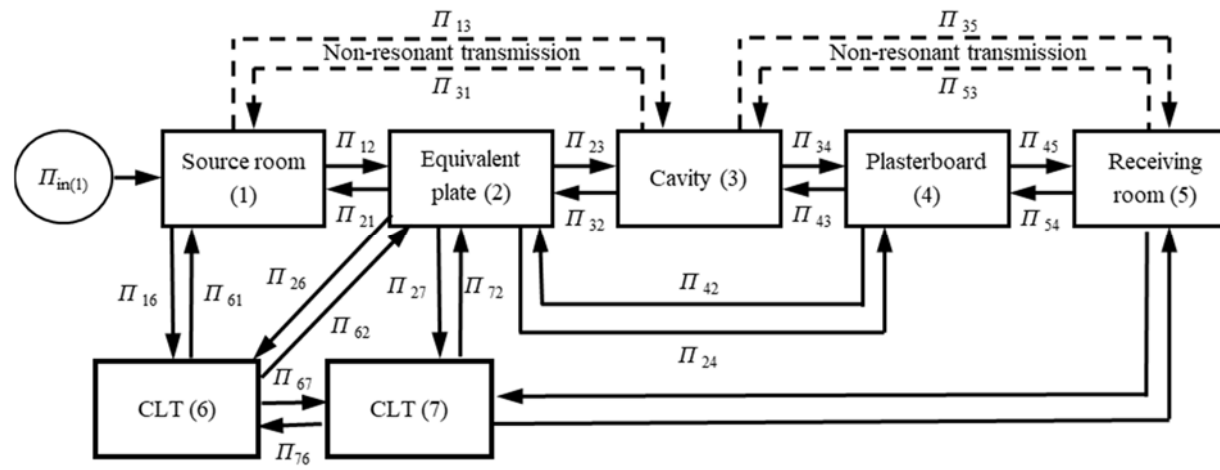 Π 13
Π 35
Non-resonant transmission
Non-resonant transmission
Π 31
Π 53
Π in(1)
Source room
(1)
Π 12
Π 21
Equivalent
plate (2)
Π 23
Π 32
Cavity (3)
Π 34
Π 43
Plasterboard
(4)
Π 45
Π 54
Receiving
room (5)
Π 16
Π 61
Π 26
Π 62
Π 27
Π 72
Π 42
Π 24
CLT (6)
Π 67
Π76
CLT (7)